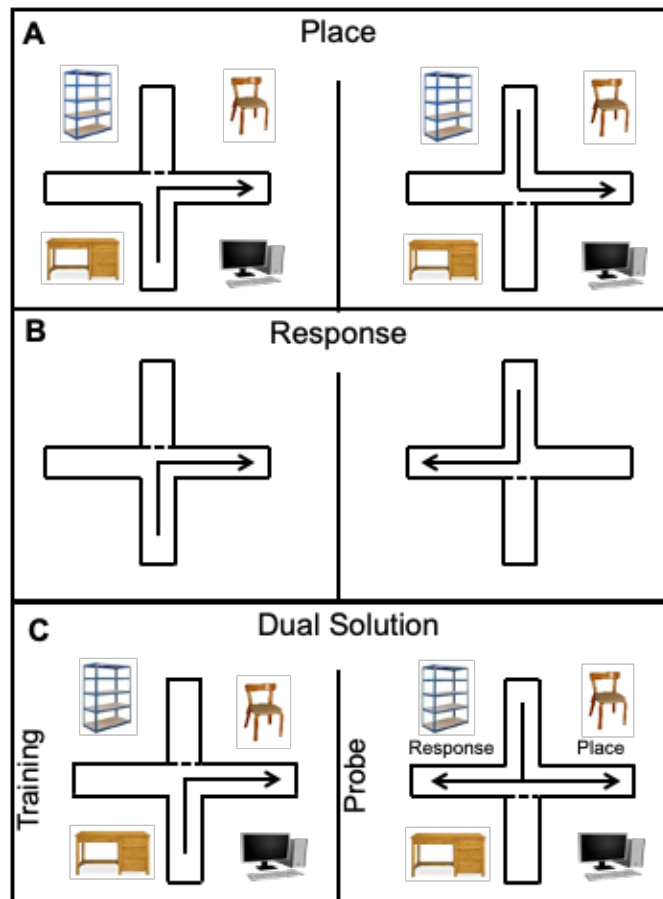 A
Place
B
Response
C
Dual Solution
Training
Probe
Response
Place